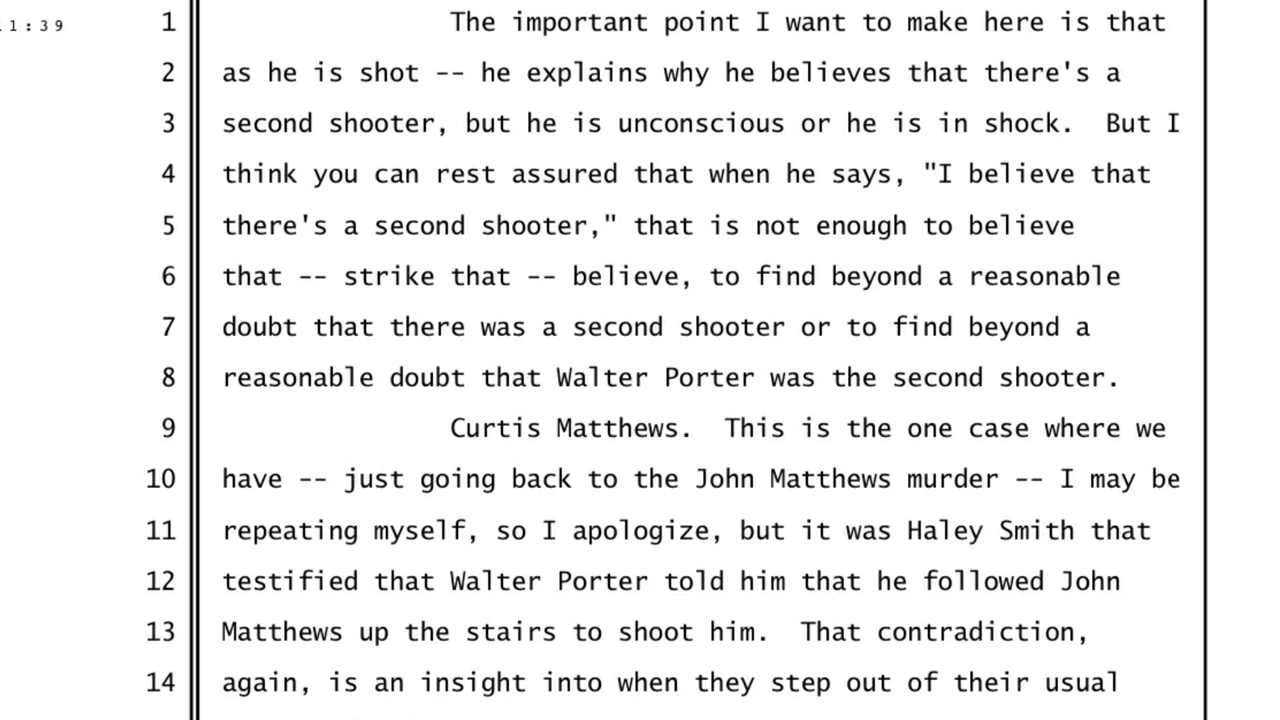 11:39
1 The important point I want to make here is that
2 as he is shot -- he explains why he believes that there's a
3 second shooter, but he is unconscious or he is in shock. But I
4 think you can rest assured that when he says, "I believe that
5 there's a second shooter," that is not enough to believe
6 that -- strike that -- believe, to find beyond a reasonable
7 doubt that there was a second shooter or to find beyond a
8 reasonable doubt that Walter Porter was the second shooter.
9 Curtis Matthews. This is the one case where we
10 have -- just going back to the John Matthews murder -- I may be
11 repeating myself, so I apologize, but it was Haley Smith that
12 testified that Walter Porter told him that he followed John
13 Matthews up the stairs to shoot him. That contradiction,
14 again, is an insight into when they step out of their usual